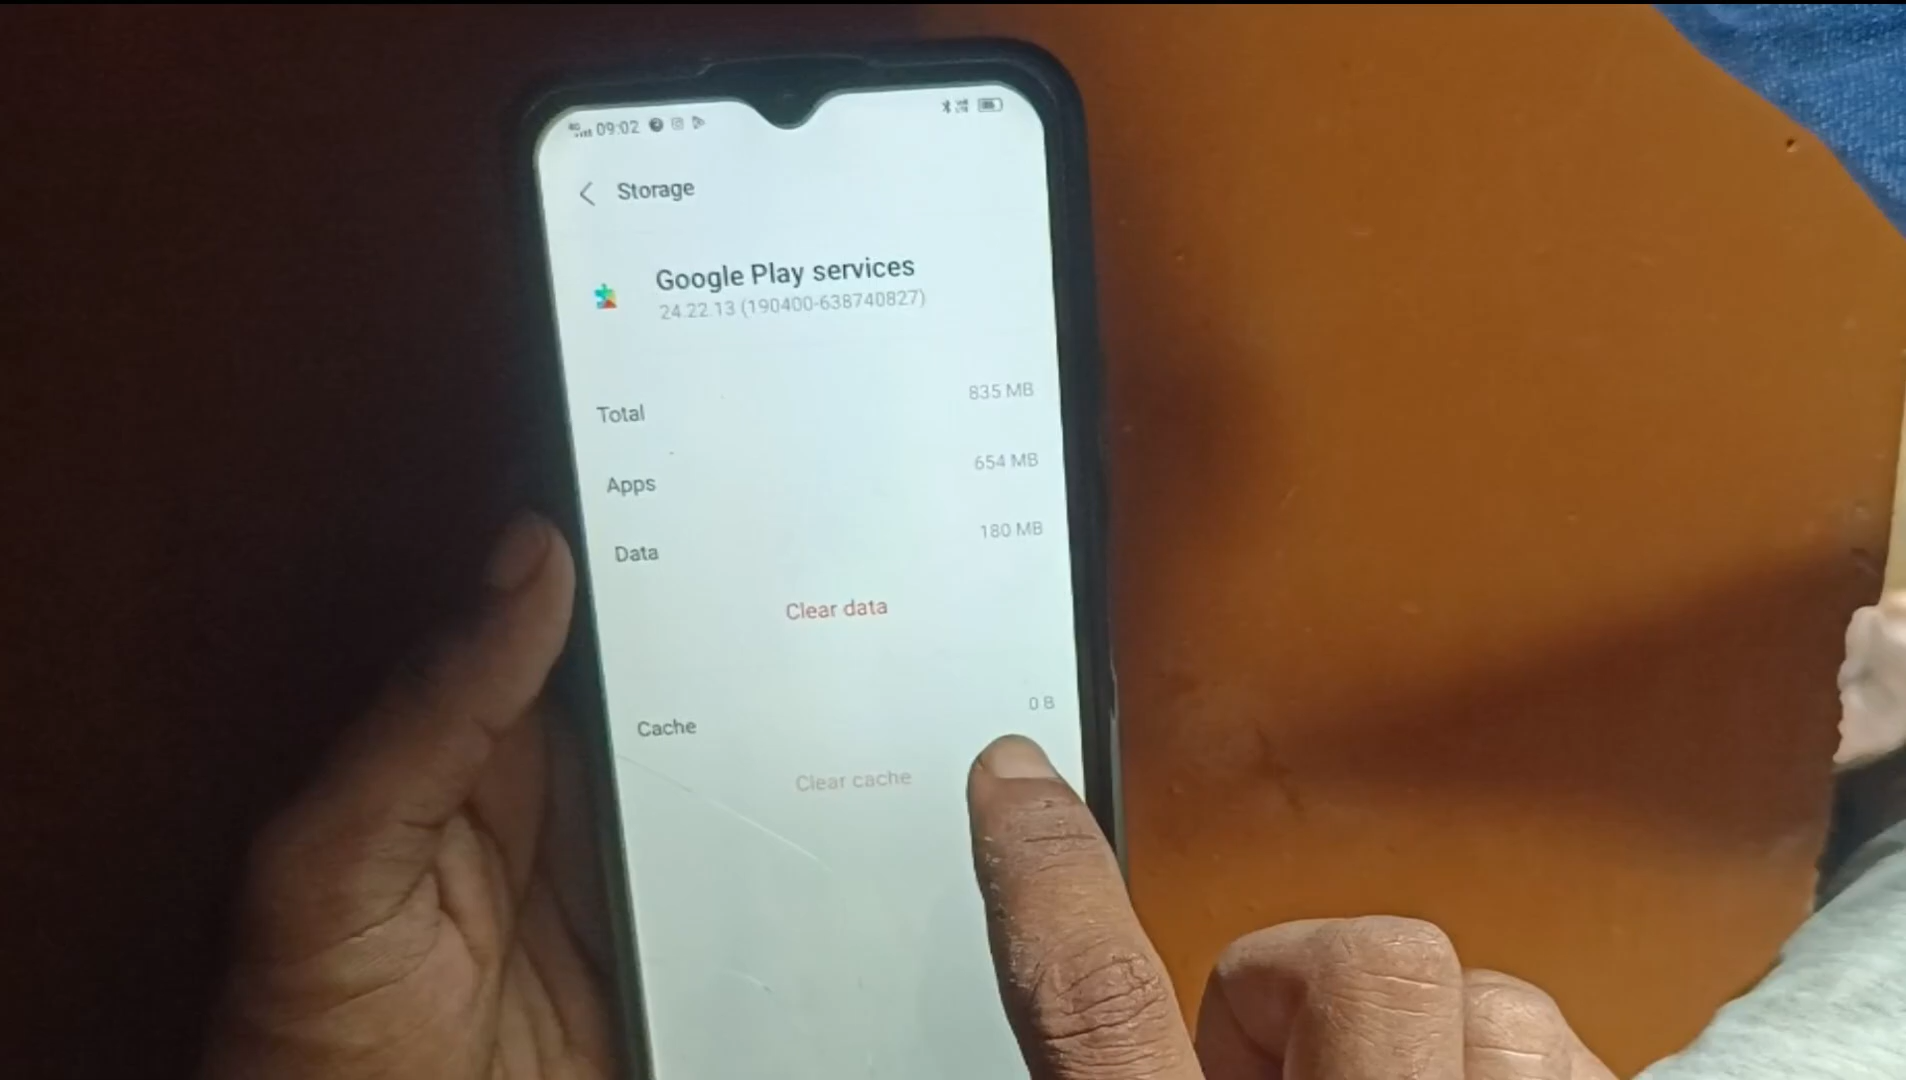 4G 09:02
Storage
Google Play services
24.22.13 (190400-638740827)
Total 835 MB
Apps 654 MB
Data 180 MB
Clear data
Cache 0 B
Clear cache